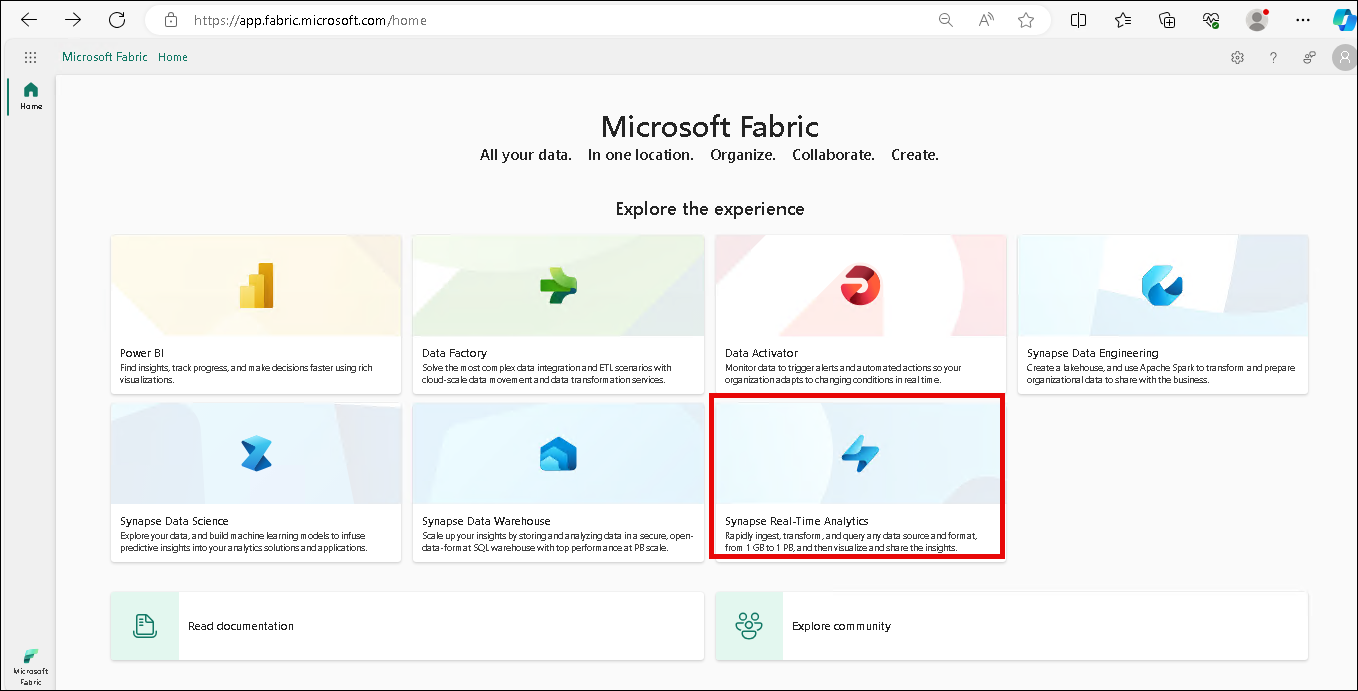 https://app.fabric.microsoft.com/home
Microsoft Fabric Home
Home
Microsoft Fabric
All your data. In one location. Organize. Collaborate. Create.
Explore the experience
Power BI
Find insights, track progress, and make decisions faster using rich
visualizations.
Data Factory
Solve the most complex data integration and ETL scenarios with
cloud-scale data movement and data transformation services.
Data Activator
Monitor data to trigger alerts and automated actions so your
organization adapts to changing conditions in real time.
Synapse Data Engineering
Create a lakehouse, and use Apache Spark to transform and prepare
organizational data to share with the business.
Synapse Data Science
Explore your data, and build machine learning models to infuse
predictive insights into your analytics solutions and applications.
Synapse Data Warehouse
Scale up your insights by storing and analyzing data in a secure, open-
data-format SQL warehouse with top performance at PB scale.
Synapse Real-Time Analytics
Rapidly ingest, transform, and query any data source and format,
from 1 GB to 1 PB, and then visualize and share the insights.
Read documentation
Explore community
Microsoft
Fabric